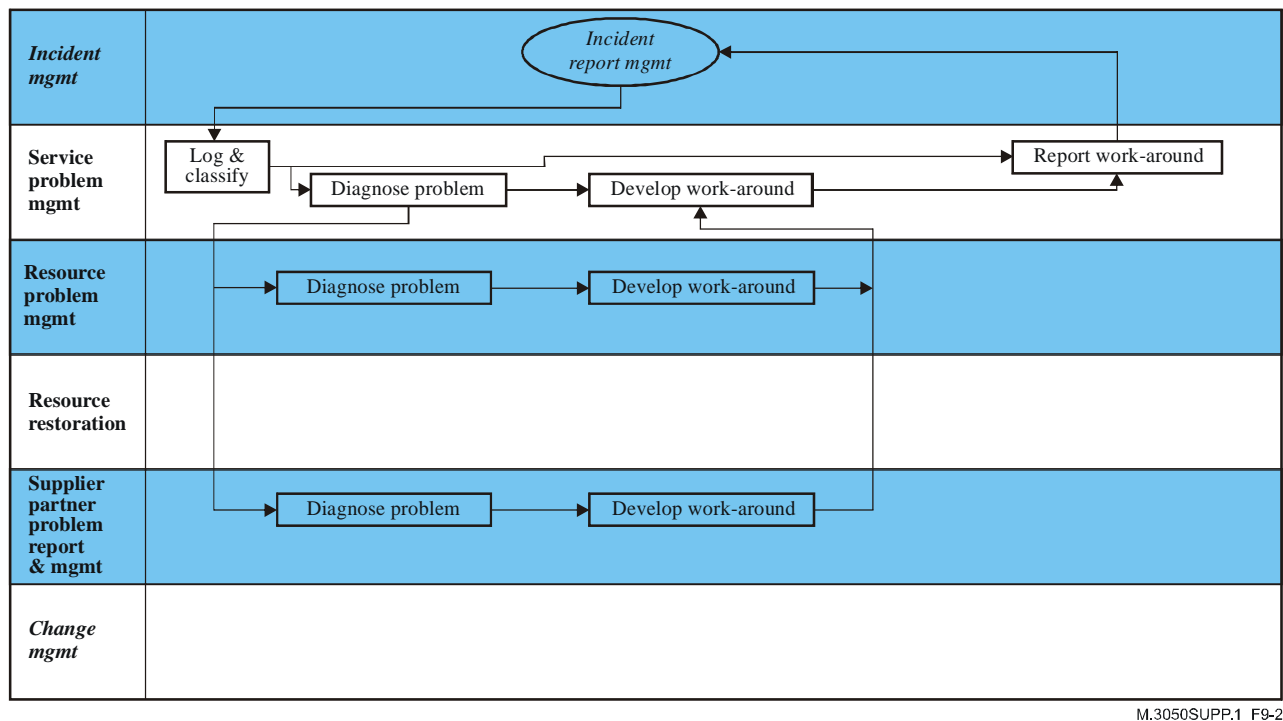 Incident
mgmt
Incident
report mgmt
Service
problem
mgmt
Log &
classify
Report work-around
Diagnose problem
Develop work-around
Resource
problem
mgmt
Diagnose problem
Develop work-around
Resource
restoration
Supplier
partner
problem
report
& mgmt
Diagnose problem
Develop work-around
Change
mgmt
M.3050SUPP.1_F9-2